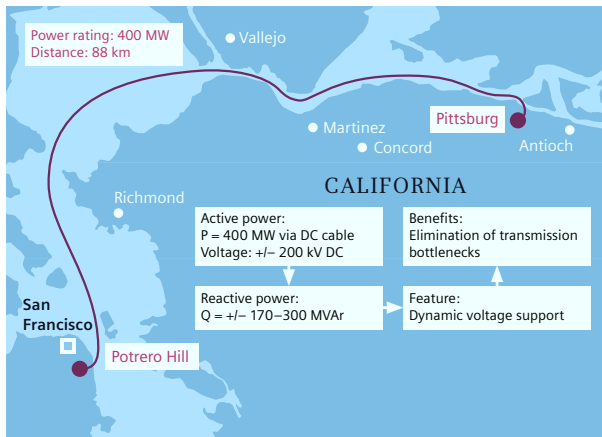 Power rating: 400 MW
Distance: 88 km
Vallejo
Pittsburg
Martinez
Antioch
Concord
CALIFORNIA
Richmond
Active power:
P = 400 MW via DC cable
Voltage: +/− 200 kV DC
Benefits:
Elimination of transmission
bottlenecks
Reactive power:
Q = +/− 170–300 MVAr
Feature:
Dynamic voltage support
San
Francisco
Potrero Hill